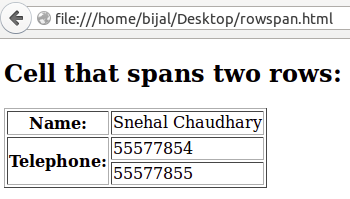 file:///home/bijal/Desktop/rowspan.html
Cell that spans two rows:
Name: Snehal Chaudhary
Telephone: 55577854
55577855